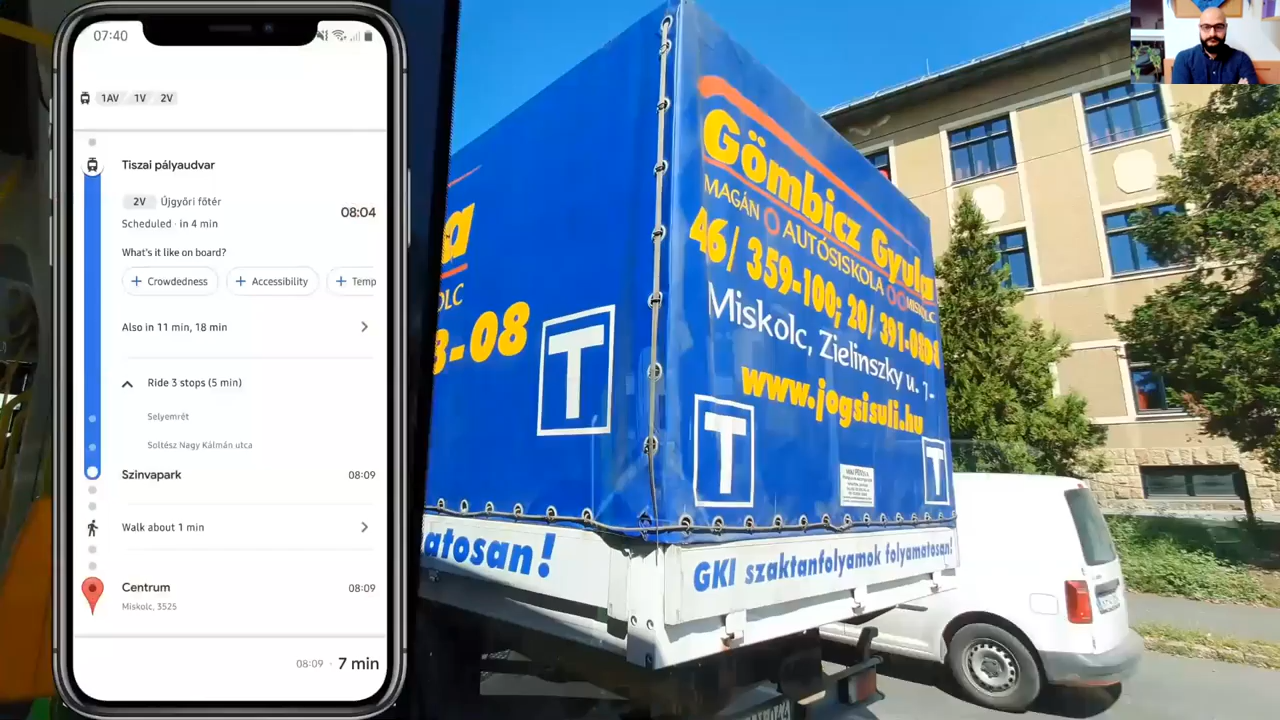 07:40
1AV 1V 2V
Tiszai pályaudvar
2V Újgyőri főtér
08:04
Scheduled · in 4 min
What's it like on board?
+ Crowdedness + Accessibility + Temp
Also in 11 min, 18 min
Ride 3 stops (5 min)
Selyemrét
Soltész Nagy Kálmán utca
Szinvapark 08:09
Walk about 1 min
Centrum 08:09
Miskolc, 3525
08:09 · 7 min
a
OLC
3-08
T
atosan!
Gömbicz Gyula
MAGÁN AUTÓSISKOLA MISKOLC
46/ 359-100; 20/ 391-0808
Miskolc, Zielinszky u.
www.jogsisuli.hu
T
T
GKI szaktanfolyamok folyamatosan!